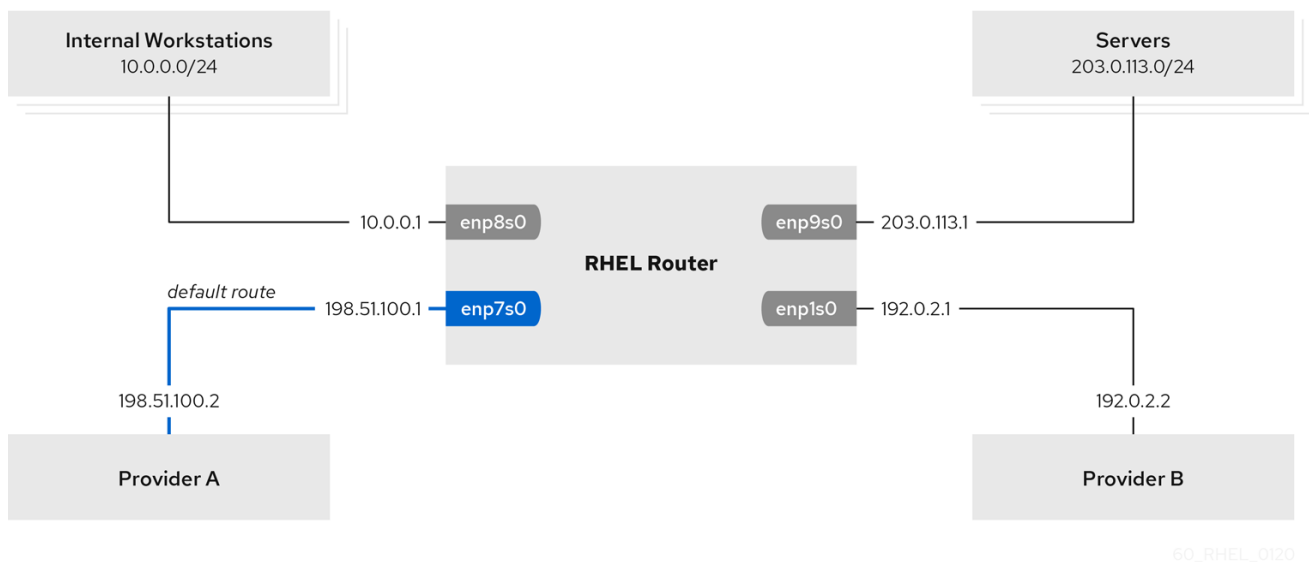 Internal Workstations
10.0.0.0/24
Servers
203.0.113.0/24
10.0.0.1
enp8s0
enp9s0
203.0.113.1
RHEL Router
default route
198.51.100.1
enp7s0
enp1s0
192.0.2.1
198.51.100.2
192.0.2.2
Provider A
Provider B
60_RHEL_0120